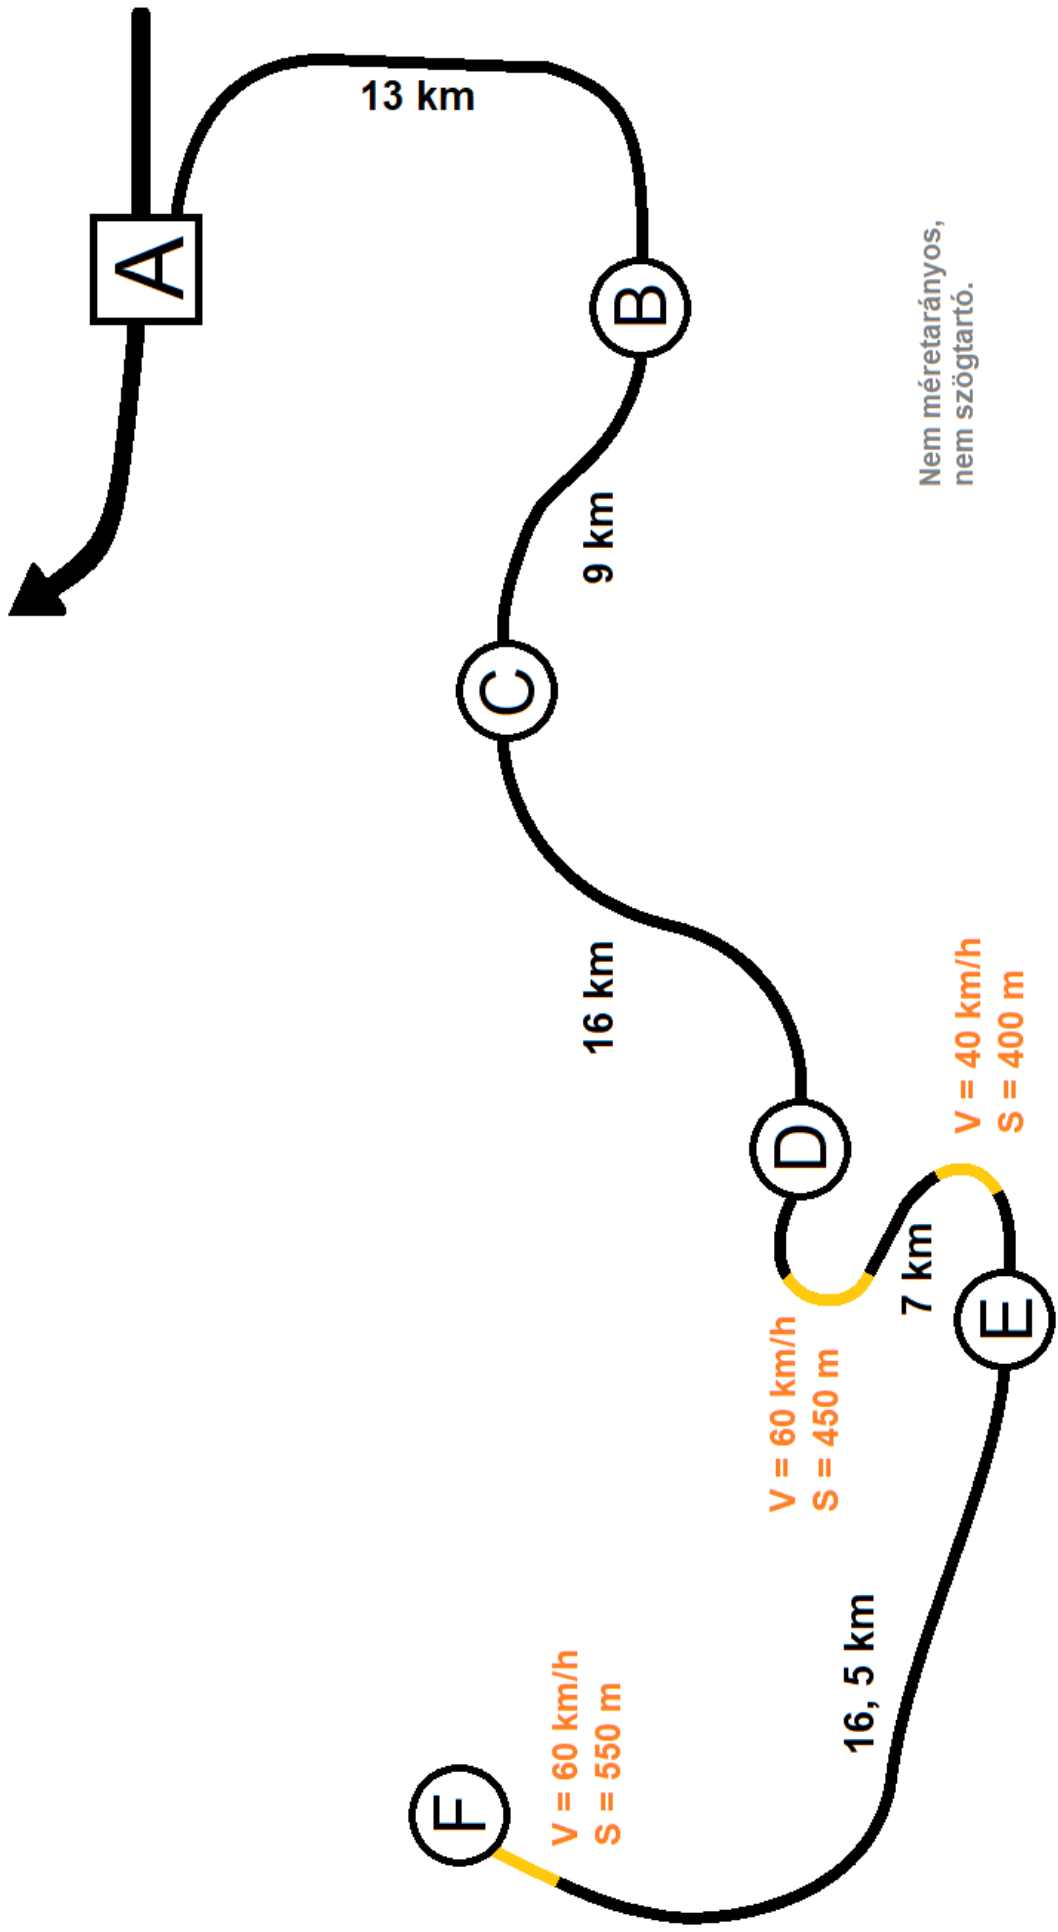 A
13 km
B
9 km
C
16 km
D
V = 60 km/h
S = 450 m
7 km
V = 40 km/h
S = 400 m
E
16, 5 km
V = 60 km/h
S = 550 m
F
Nem méretarányos,
nem szögtartó.